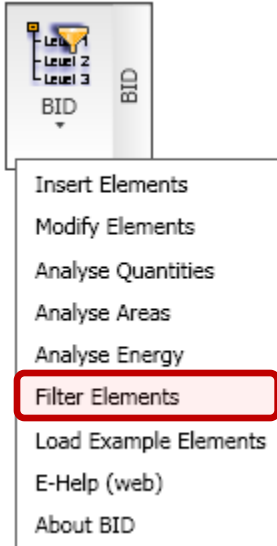 Level 1
Level 2
Level 3
BID
BID
Insert Elements
Modify Elements
Analyse Quantities
Analyse Areas
Analyse Energy
Filter Elements
Load Example Elements
E-Help (web)
About BID